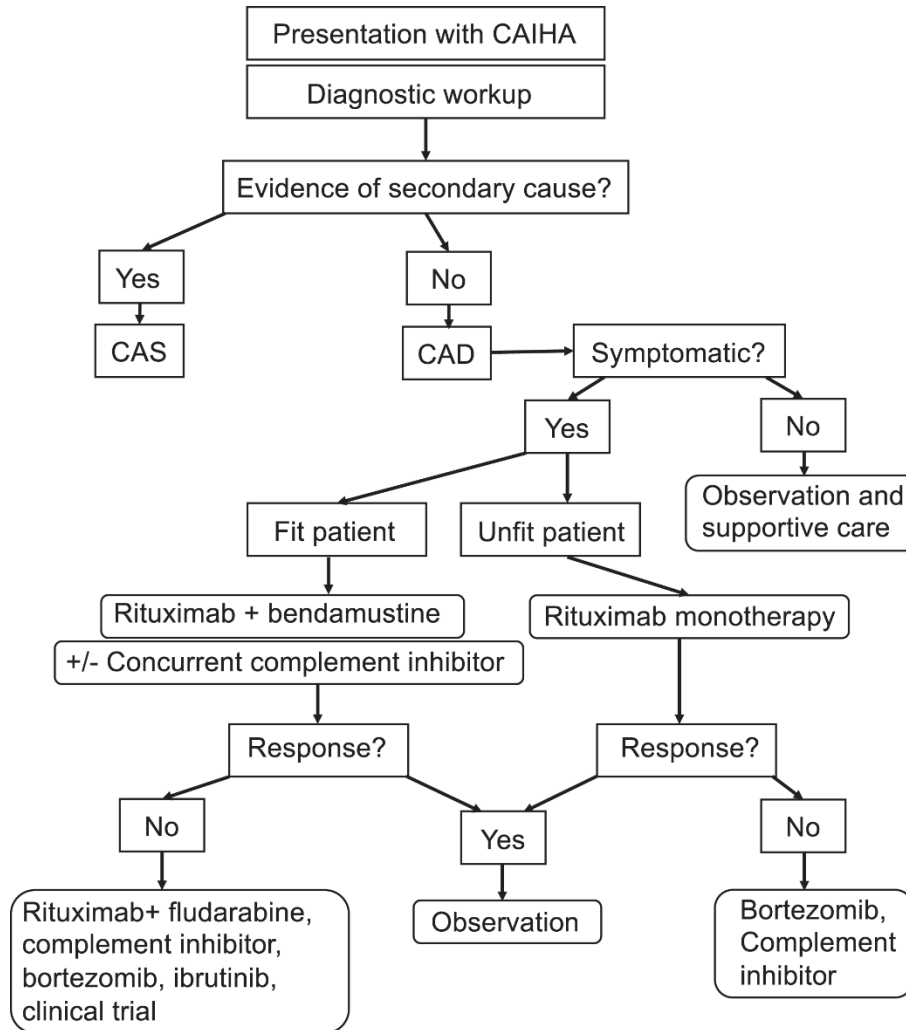 Presentation with CAIHA
Diagnostic workup
Evidence of secondary cause?
Yes
No
CAS
CAD
Symptomatic?
Yes
No
Observation and
supportive care
Fit patient
Unfit patient
Rituximab + bendamustine
+/- Concurrent complement inhibitor
Rituximab monotherapy
Response?
Response?
No
Yes
No
Rituximab+ fludarabine,
complement inhibitor,
bortezomib, ibrutinib,
clinical trial
Observation
Bortezomib,
Complement
inhibitor